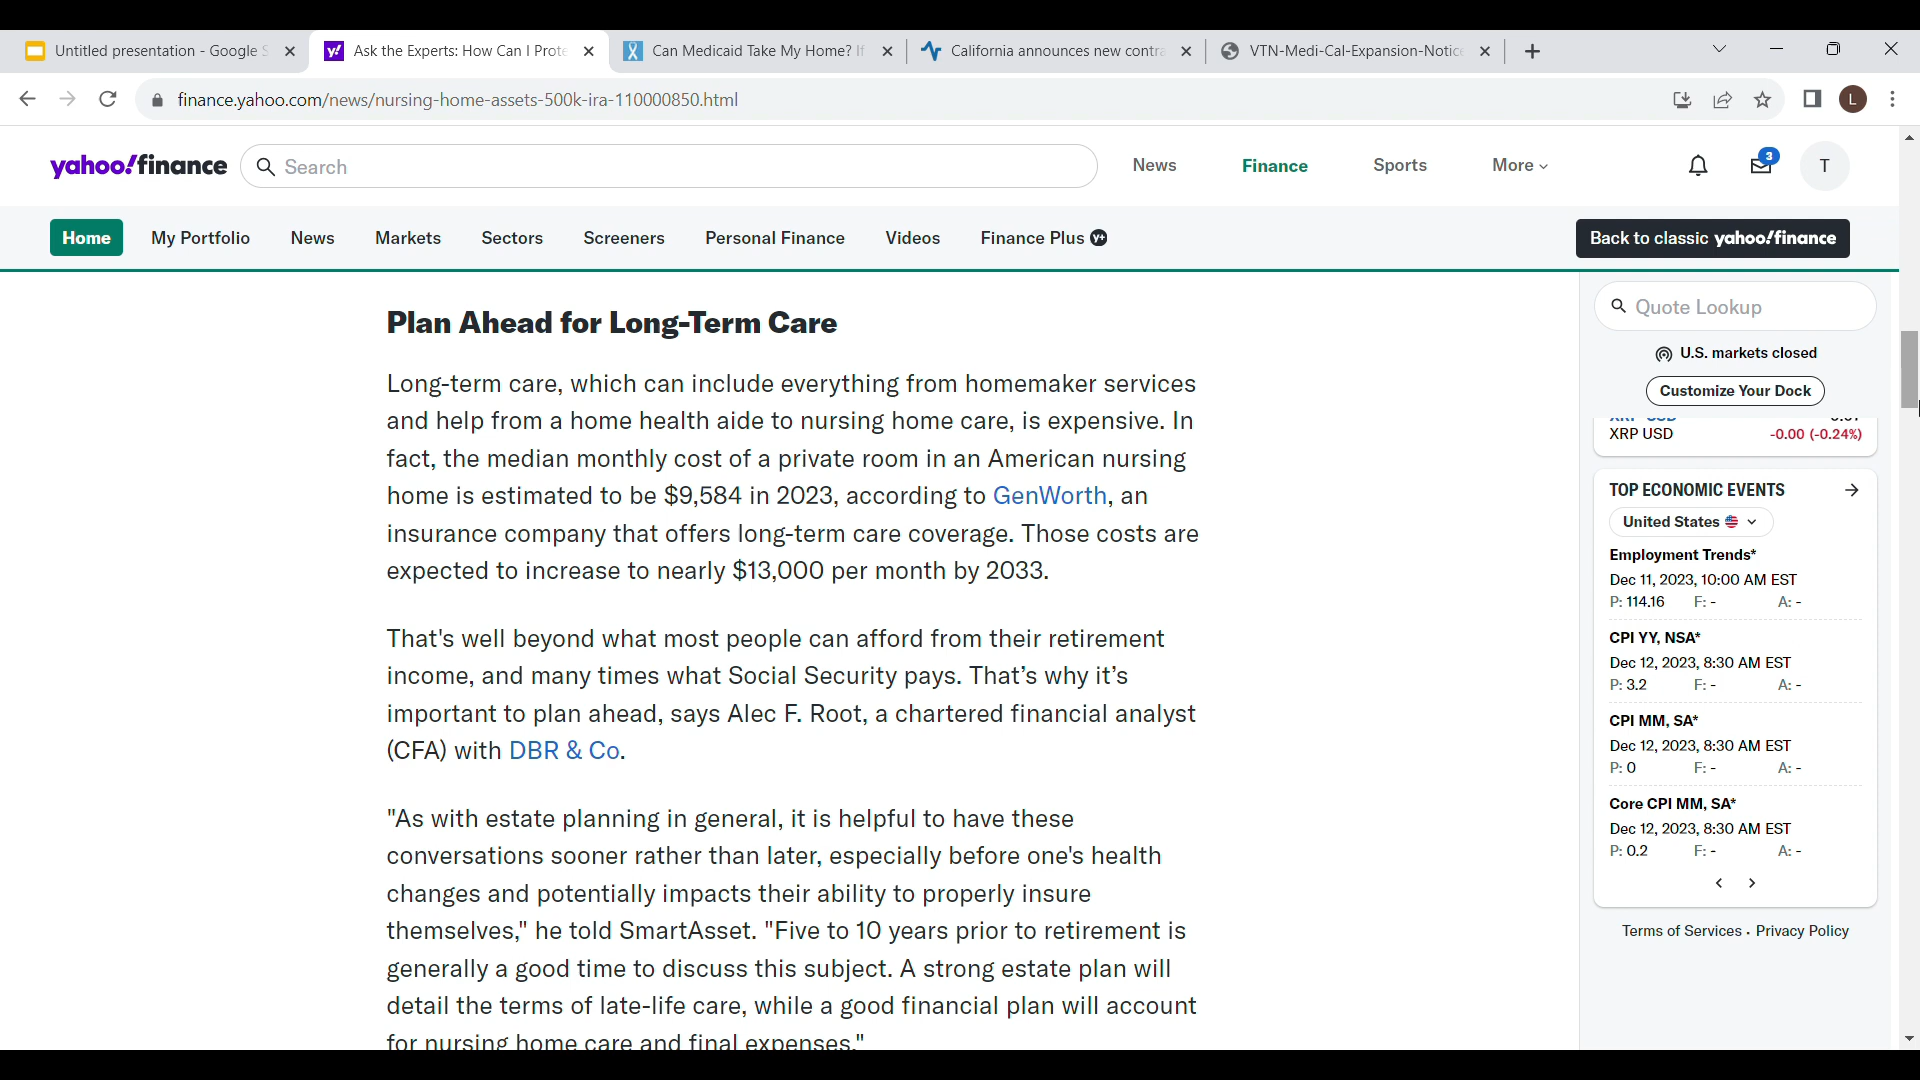 Untitled presentation - Google S
Ask the Experts: How Can I Prote
Can Medicaid Take My Home? If
California announces new contra
VTN-Medi-Cal-Expansion-Notice
finance.yahoo.com/news/nursing-home-assets-500k-ira-110000850.html
L
yahoo!finance
Search
News
Finance
Sports
More
3
T
Home
My Portfolio
News
Markets
Sectors
Screeners
Personal Finance
Videos
Finance Plus
Back to classic yahoo!finance
Plan Ahead for Long-Term Care
Long-term care, which can include everything from homemaker services
and help from a home health aide to nursing home care, is expensive. In
fact, the median monthly cost of a private room in an American nursing
home is estimated to be $9,584 in 2023, according to GenWorth, an
insurance company that offers long-term care coverage. Those costs are
expected to increase to nearly $13,000 per month by 2033.
That's well beyond what most people can afford from their retirement
income, and many times what Social Security pays. That’s why it’s
important to plan ahead, says Alec F. Root, a chartered financial analyst
(CFA) with DBR & Co.
"As with estate planning in general, it is helpful to have these
conversations sooner rather than later, especially before one's health
changes and potentially impacts their ability to properly insure
themselves," he told SmartAsset. "Five to 10 years prior to retirement is
generally a good time to discuss this subject. A strong estate plan will
detail the terms of late-life care, while a good financial plan will account
for nursing home care and final expenses."
Quote Lookup
U.S. markets closed
Customize Your Dock
XRP USD -0.00 (-0.24%)
TOP ECONOMIC EVENTS
United States
Employment Trends*
Dec 11, 2023, 10:00 AM EST
P: 114.16 F: - A: -
CPI YY, NSA*
Dec 12, 2023, 8:30 AM EST
P: 3.2 F: - A: -
CPI MM, SA*
Dec 12, 2023, 8:30 AM EST
P: 0 F: - A: -
Core CPI MM, SA*
Dec 12, 2023, 8:30 AM EST
P: 0.2 F: - A: -
Terms of Services • Privacy Policy